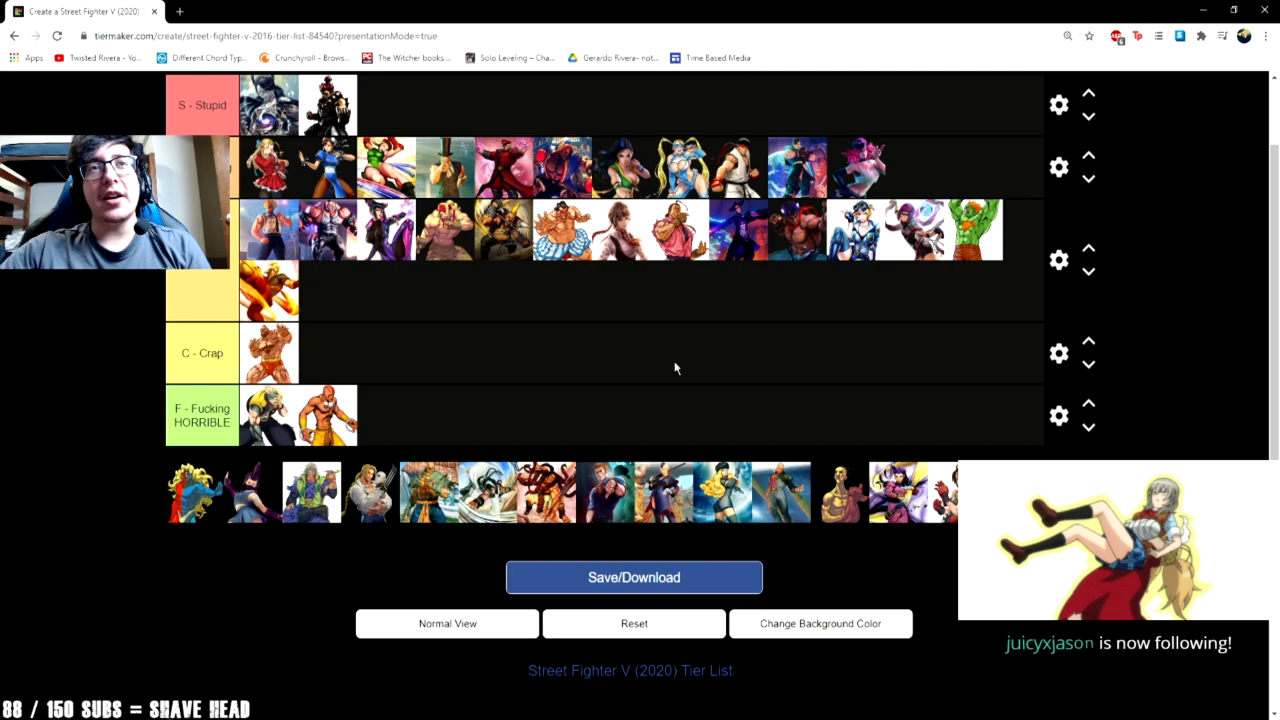 Create a Street Fighter V (2020)
tiermaker.com/create/street-fighter-v-2016-tier-list-84540?presentationMode=true
Apps
Twisted Rivera - Yo...
Different Chord Typ...
Crunchyroll - Brows...
The Witcher books:...
Solo Leveling – Cha...
Gerardo Rivera- not...
Time Based Media
S - Stupid
C - Crap
F - Fucking
HORRIBLE
Save/Download
Normal View
Reset
Change Background Color
juicyxjason is now following!
Street Fighter V (2020) Tier List
88 / 150 SUBS = SHAVE HEAD